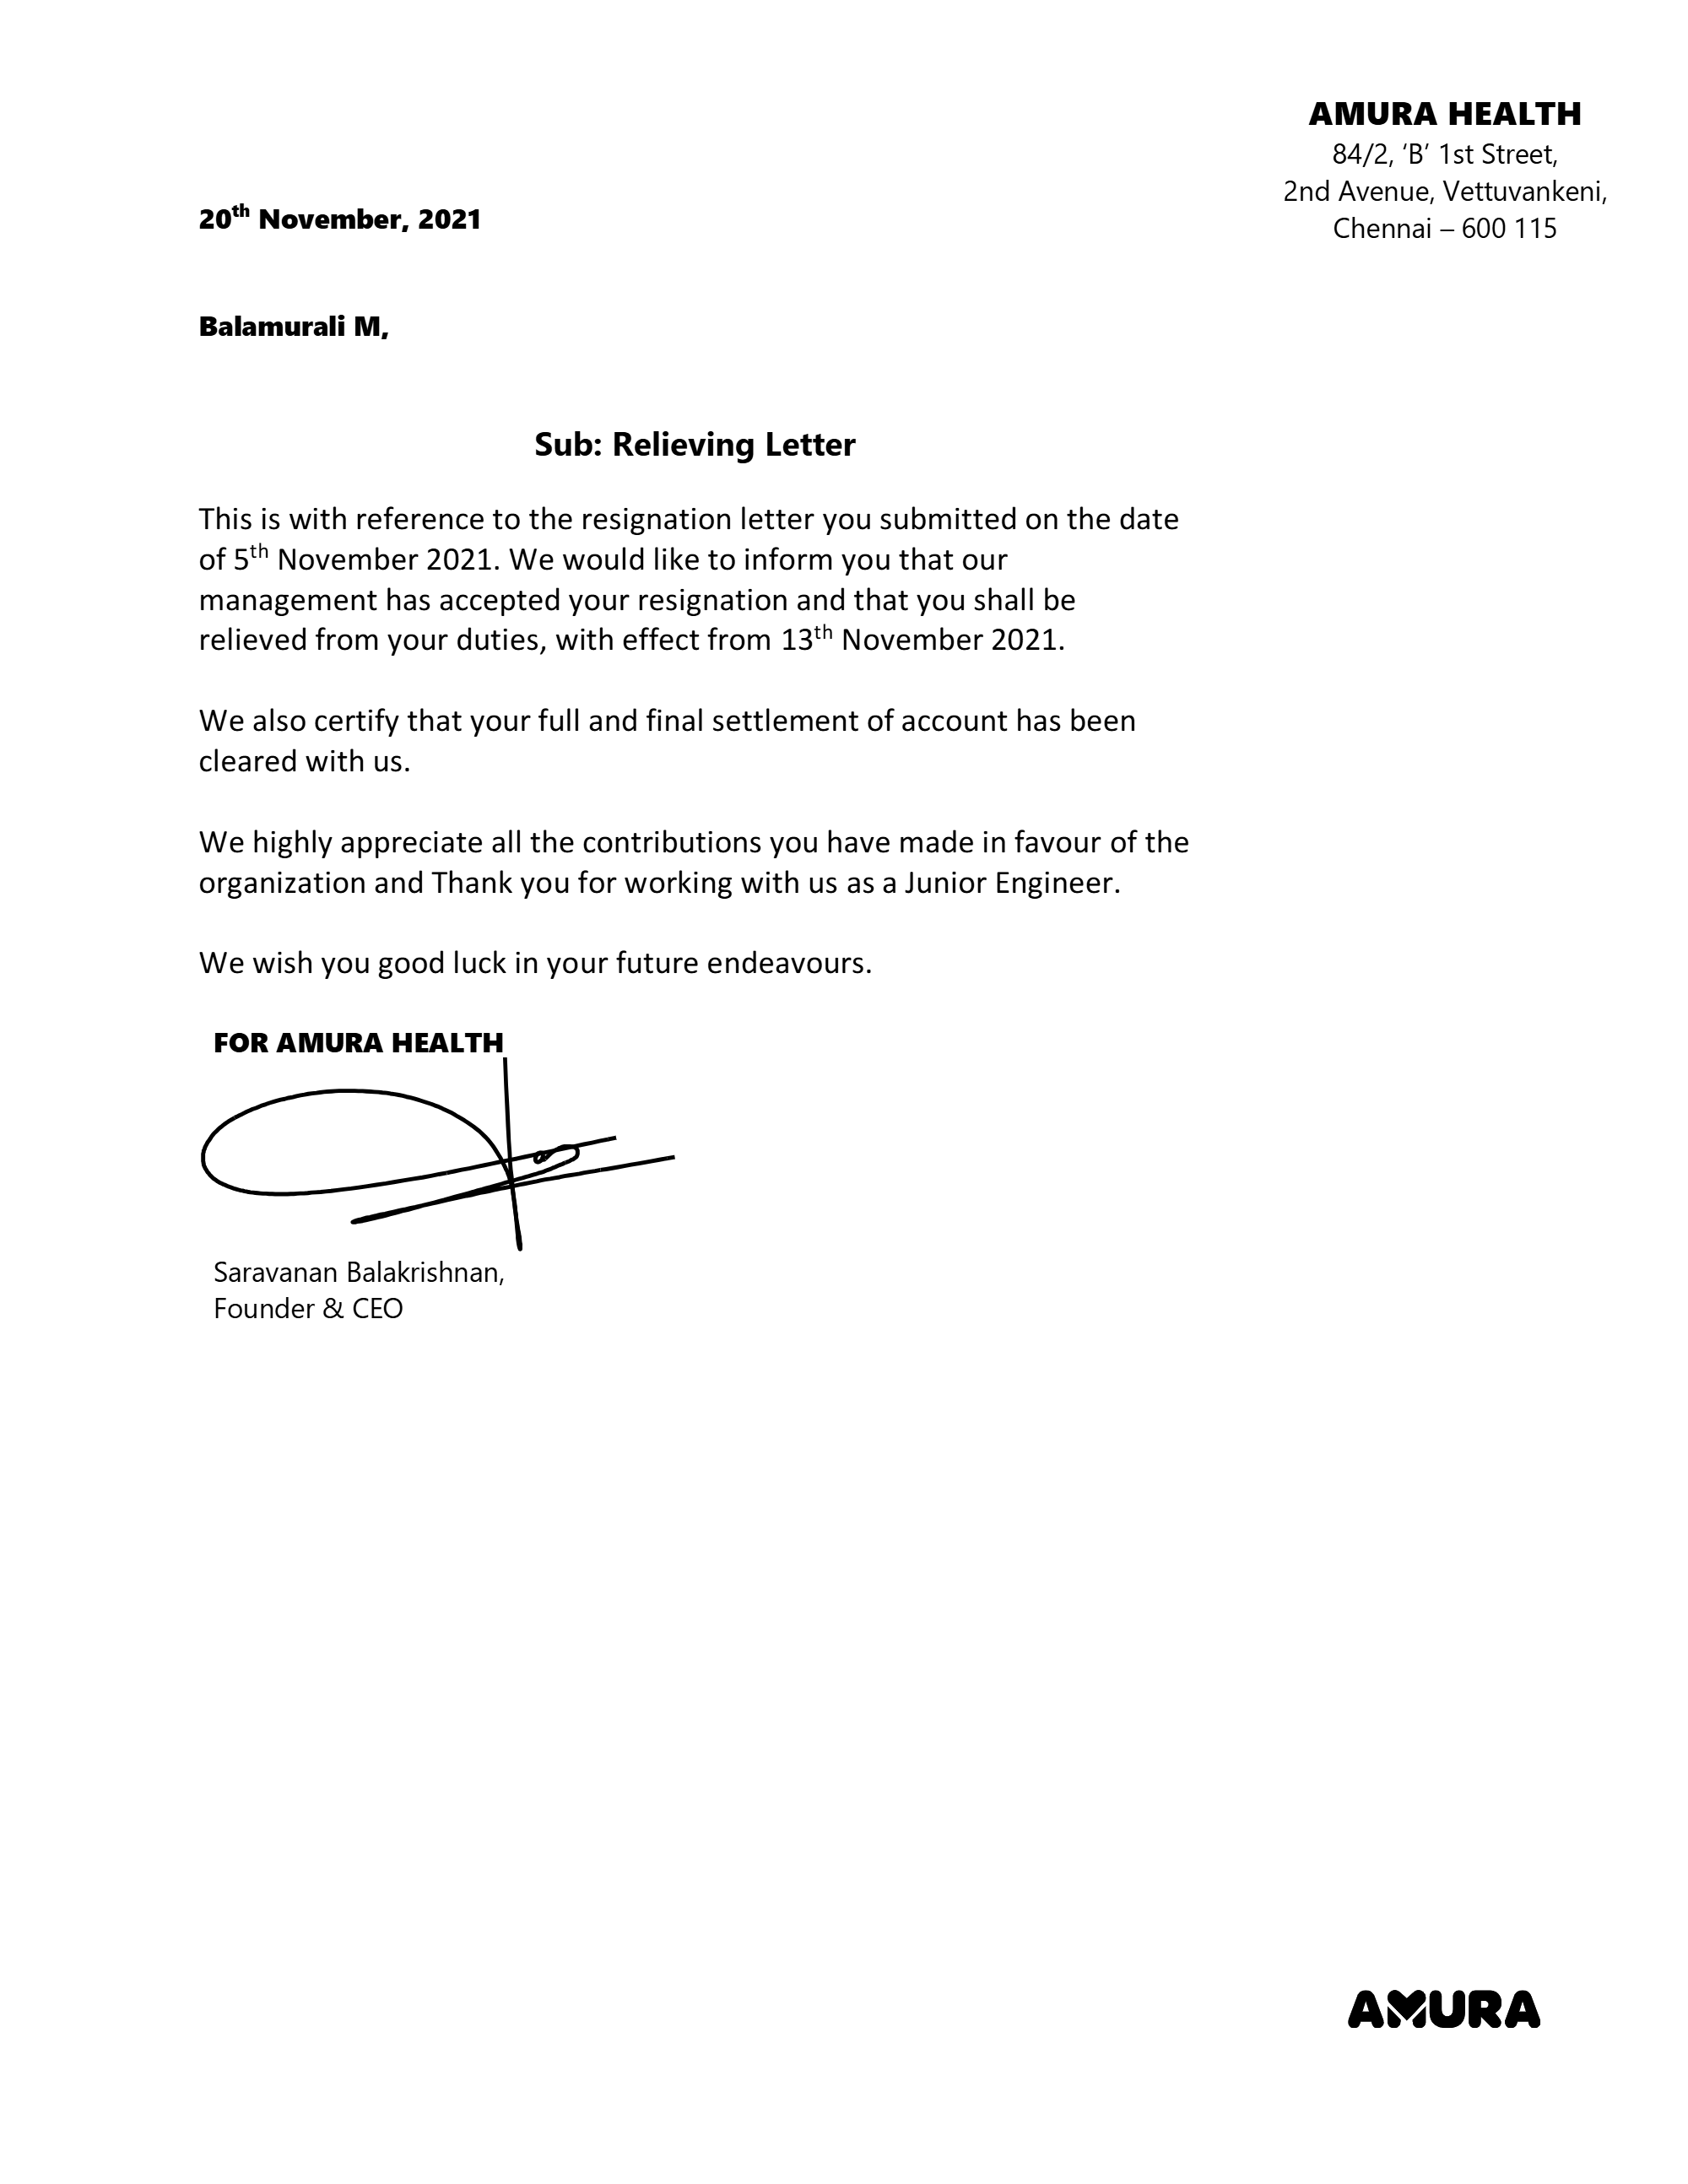 AMURA HEALTH
84/2, ‘B’ 1st Street,
2nd Avenue, Vettuvankeni,
Chennai – 600 115
20th November, 2021
Balamurali M,
Sub: Relieving Letter
This is with reference to the resignation letter you submitted on the date
of 5th November 2021. We would like to inform you that our
management has accepted your resignation and that you shall be
relieved from your duties, with effect from 13th November 2021.
We also certify that your full and final settlement of account has been
cleared with us.
We highly appreciate all the contributions you have made in favour of the
organization and Thank you for working with us as a Junior Engineer.
We wish you good luck in your future endeavours.
FOR AMURA HEALTH
Saravanan Balakrishnan,
Founder & CEO
AMURA